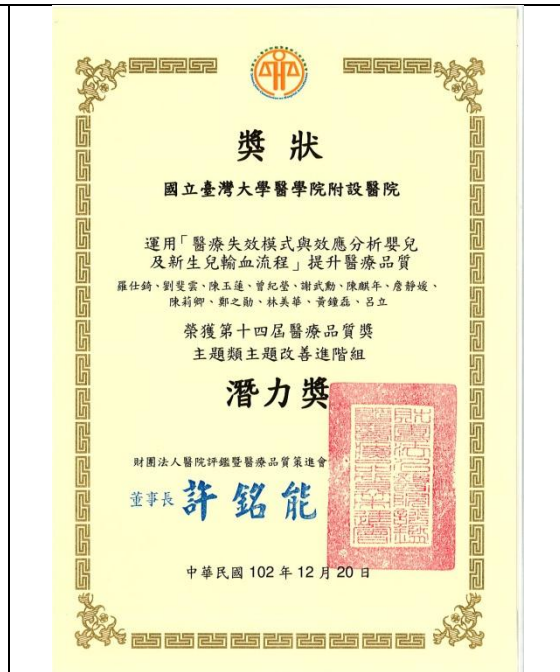 獎狀
國立臺灣大學醫學院附設醫院
運用「醫療失效模式與效應分析嬰兒
及新生兒輸血流程」提升醫療品質
羅仕錡、劉斐雲、陳玉蓮、曾紀瑩、謝武勳、陳麒年、詹靜媛、
陳莉卿、鄭之勛、林美華、黃鐘磊、呂立
榮獲第十四屆醫療品質獎
主題類主題改善進階組
潛力獎
財團法人醫院評鑑暨醫療品質策進會
董事長 許銘能
中華民國 102 年 12 月 20 日